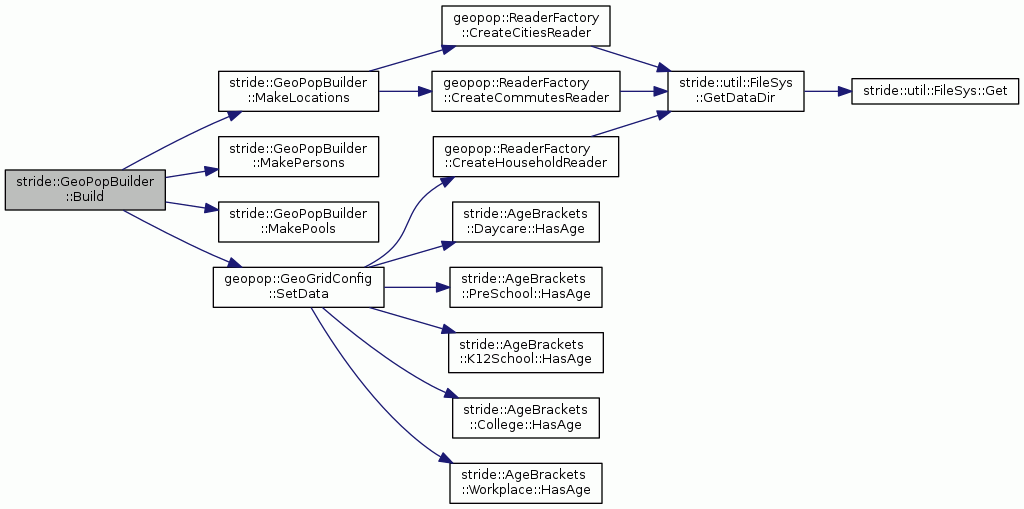 geopop::ReaderFactory
::CreateCitiesReader
stride::GeoPopBuilder
::MakeLocations
geopop::ReaderFactory
::CreateCommutesReader
stride::util::FileSys
::GetDataDir
stride::util::FileSys::Get
stride::GeoPopBuilder
::MakePersons
geopop::ReaderFactory
::CreateHouseholdReader
stride::GeoPopBuilder
::Build
stride::GeoPopBuilder
::MakePools
stride::AgeBrackets
::Daycare::HasAge
geopop::GeoGridConfig
::SetData
stride::AgeBrackets
::PreSchool::HasAge
stride::AgeBrackets
::K12School::HasAge
stride::AgeBrackets
::College::HasAge
stride::AgeBrackets
::Workplace::HasAge